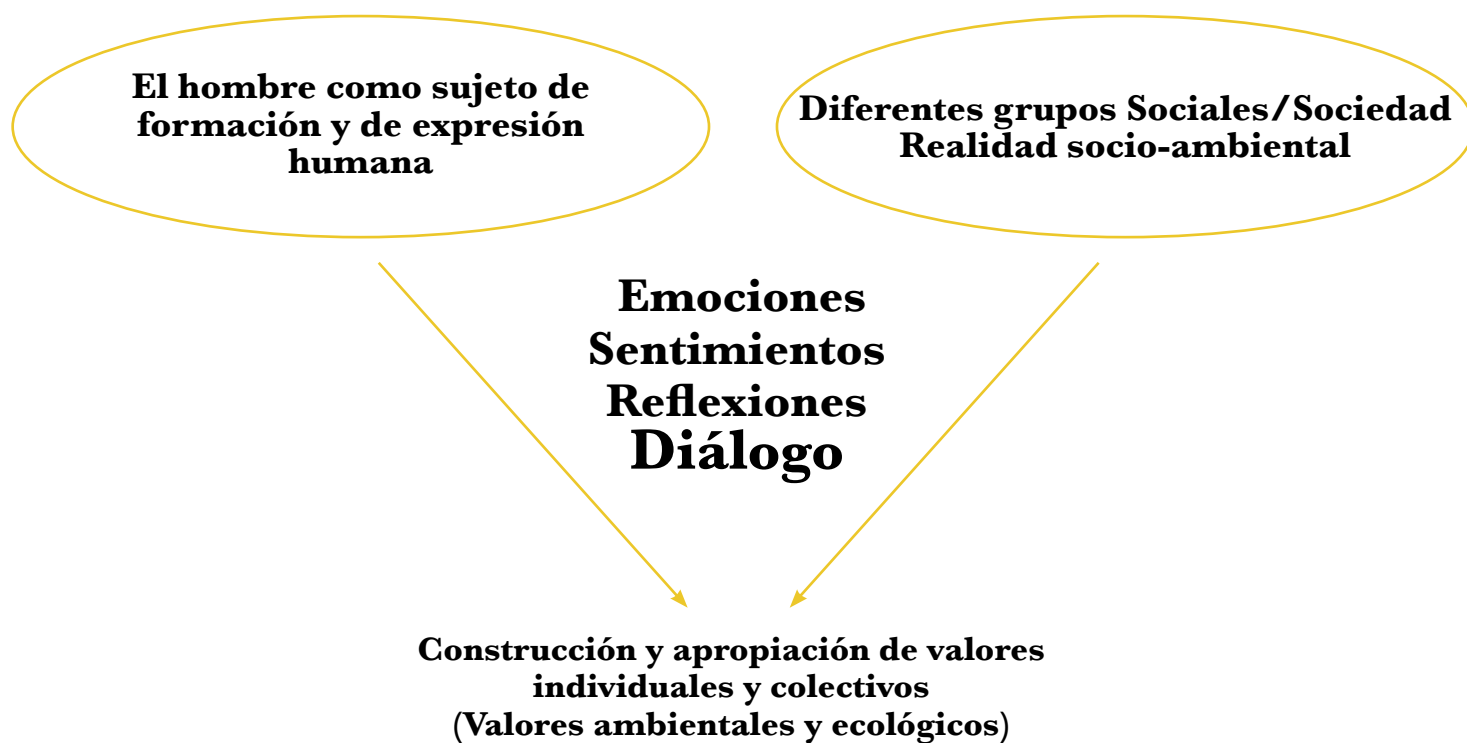 El hombre como sujeto de
formación y de expresión
humana
Diferentes grupos Sociales/Sociedad
Realidad socio-ambiental
Emociones
Sentimientos
Reflexiones
Diálogo
Construcción y apropiación de valores
individuales y colectivos
(Valores ambientales y ecológicos)